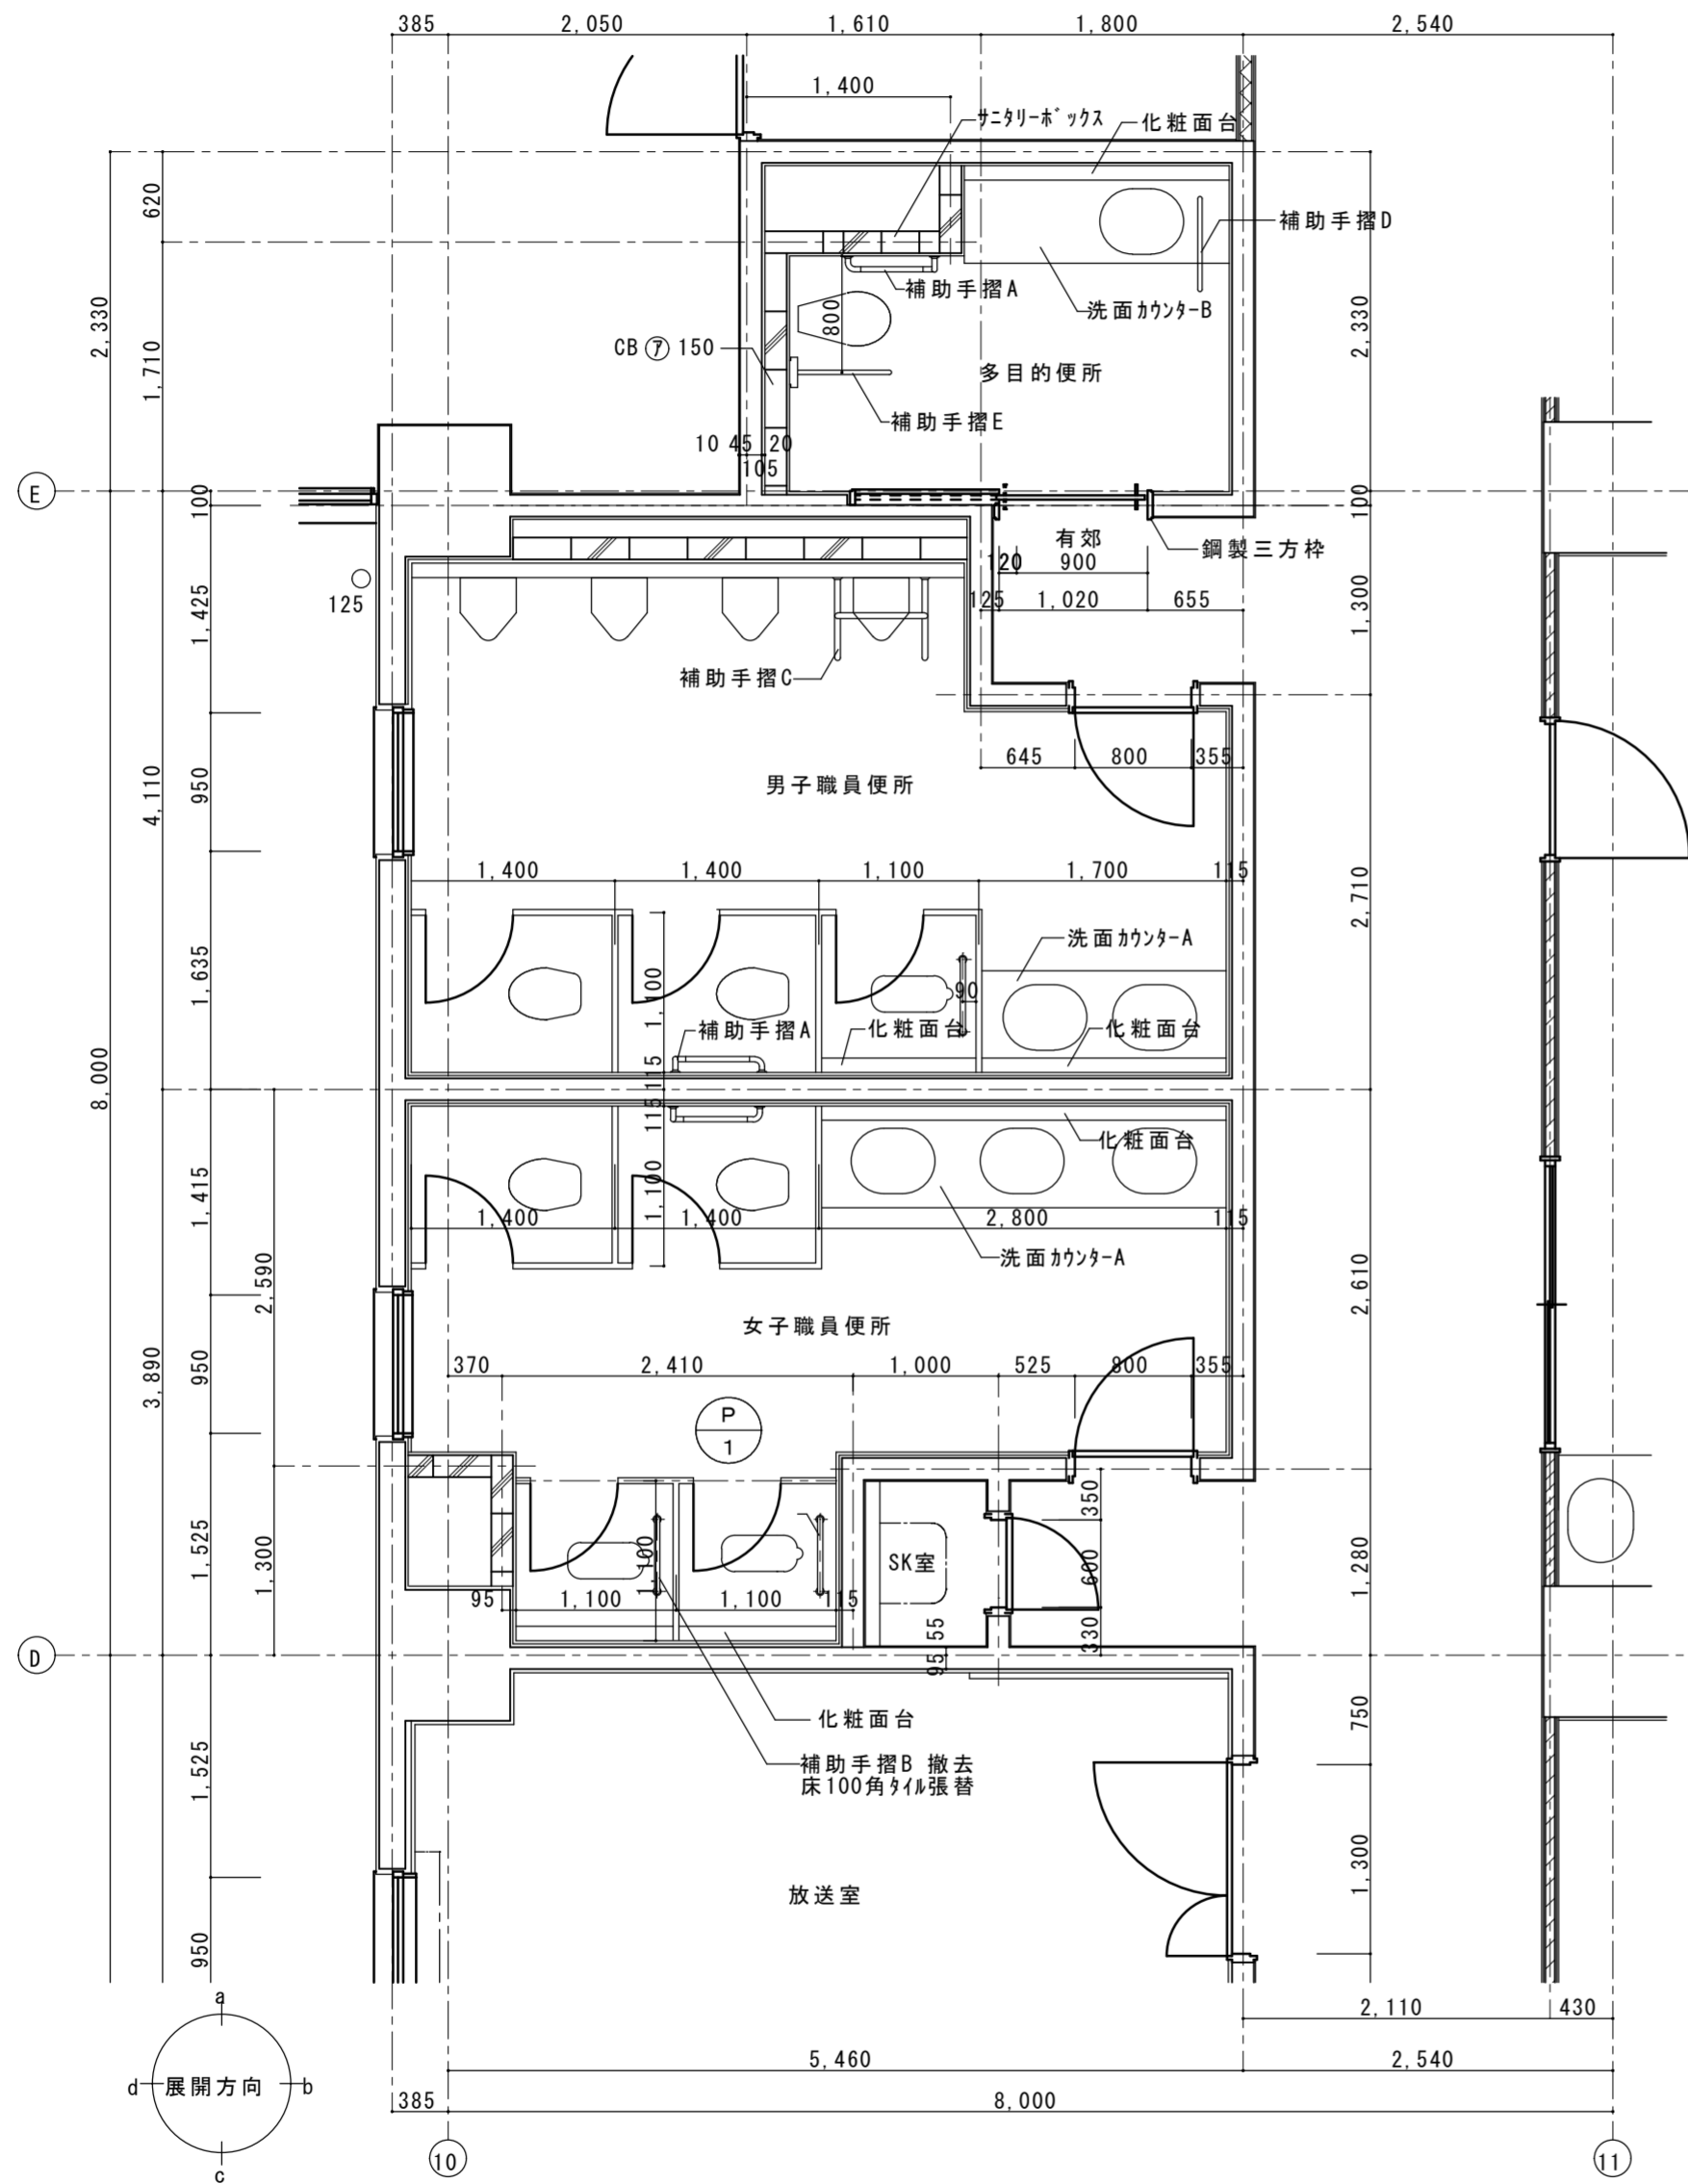 385
2,050
1,610
1,800
2,540
1,400
サニタリーボックス
化粧面台
補助手摺D
620
2,330
1,710
補助手摺A
洗面カウンターB
800
2,330
CB ㋐ 150
多目的便所
補助手摺E
10 45 20
105
E
100
100
有効
鋼製三方枠
120
900
125
1,425
125
1,020
655
1,300
補助手摺C
645
800
355
950
4,110
男子職員便所
1,400
1,400
1,100
1,700
115
2,710
洗面カウンターA
1,635
1,100
90
補助手摺A
化粧面台
化粧面台
8,000
115
115
化粧面台
1,415
1,100
1,400
1,400
2,800
115
洗面カウンターA
2,590
2,610
女子職員便所
370
2,410
1,000
525
800
355
950
3,890
P
1
350
1,525
1,300
1,100
SK室
600
1,280
95
1,100
1,100
115
330
55
95
D
化粧面台
750
補助手摺B 撤去
床100角タイル張替
1,525
1,300
放送室
950
a
2,110
430
d
展開方向
b
5,460
2,540
385
8,000
c
10
11